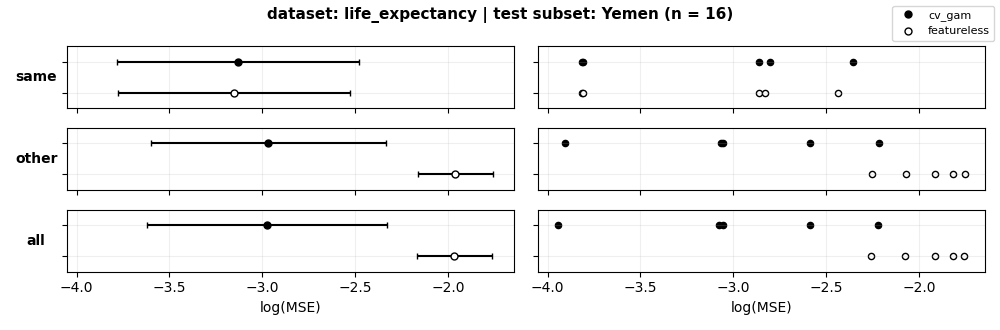 dataset: life_expectancy | test subset: Yemen (n = 16)
cv_gam
featureless
same
other
all
−4.0 −3.5 −3.0 −2.5 −2.0
−4.0 −3.5 −3.0 −2.5 −2.0
log(MSE)
log(MSE)